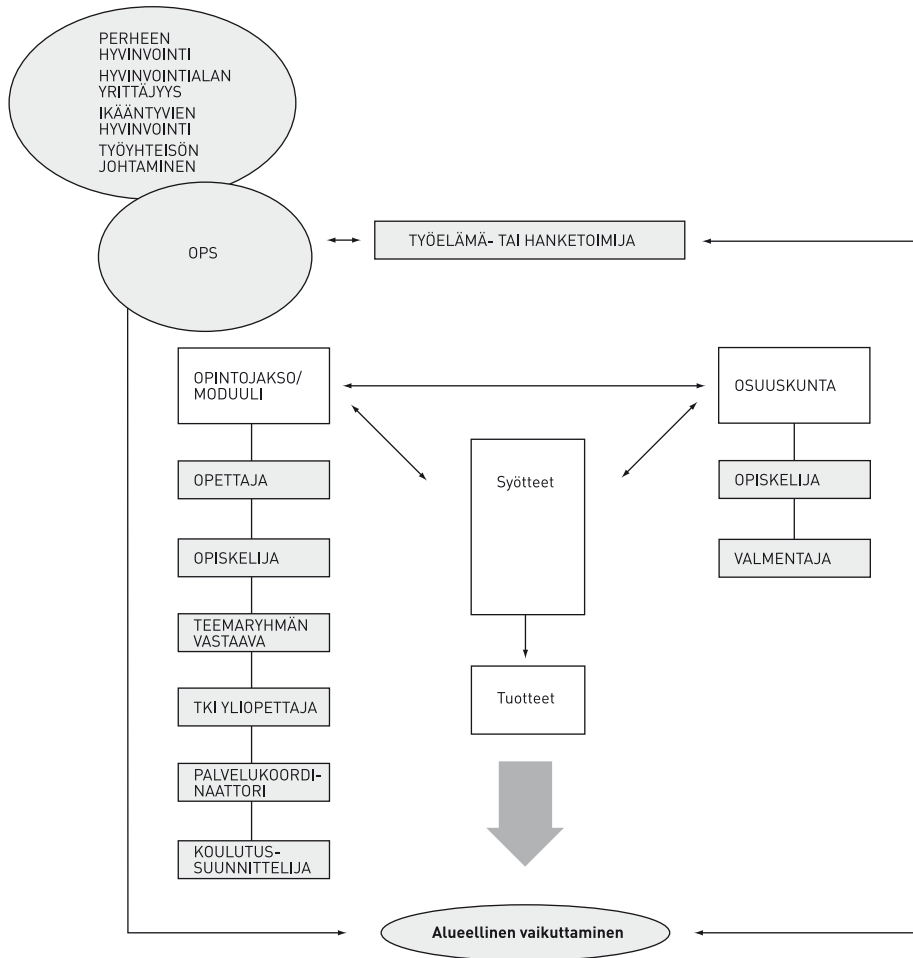 PERHEEN
HYVINVOINTI
HYVINVOINTIALAN
YRITTÄJYYS
IKÄÄNTYVIEN
HYVINVOINTI
TYÖYHTEISÖN
JOHTAMINEN
OPS
TYÖELÄMÄ- TAI HANKETOIMIJA
OPINTOJAKSO/
MODUULI
OPETTAJA
OPISKELIJA
TEEMARYHMÄN
VASTAAVA
TKI YLIOPETTAJA
PALVELUKOORDI-
NAATTORI
KOULUTUS-
SUUNNITTELIJA
Syötteet
Tuotteet
OSUUSKUNTA
OPISKELIJA
VALMENTAJA
Alueellinen vaikuttaminen